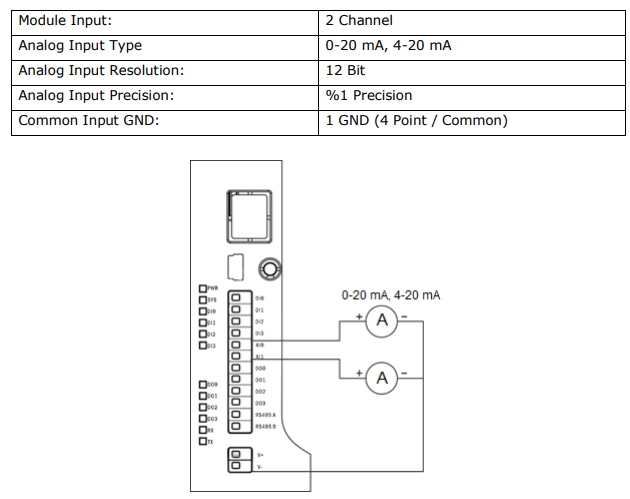 Module Input: 2 Channel
Analog Input Type 0-20 mA, 4-20 mA
Analog Input Resolution: 12 Bit
Analog Input Precision: %1 Precision
Common Input GND: 1 GND (4 Point / Common)
0-20 mA, 4-20 mA
PWR
SYS
DI0
DI1
DI2
DI3
DO0
DO1
DO2
DO3
RX
TX
DI0
DI1
DI2
DI3
AI0
AI1
DO0
DO1
DO2
DO3
RS485 A
RS485 B
V+
V-
+ A -
+ A -